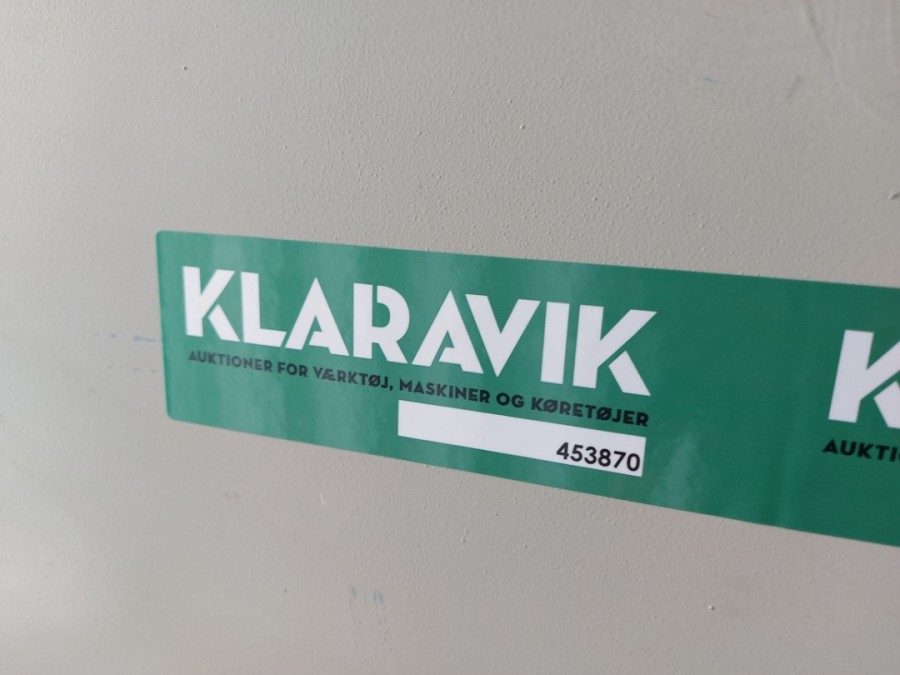 KLARAVIK
AUKTIONER FOR VÆRKTØJ, MASKINER OG KØRETØJER
453870